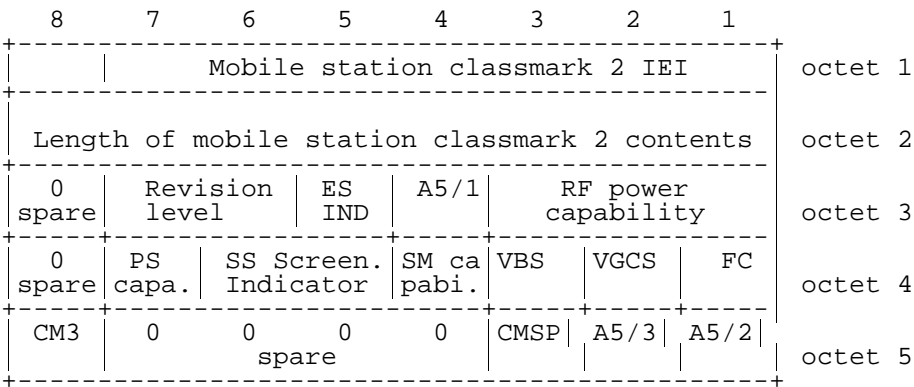 8 7 6 5 4 3 2 1
Mobile station classmark 2 IEI octet 1
Length of mobile station classmark 2 contents octet 2
0 Revision ES A5/1 RF power
spare level IND capability octet 3
0 PS SS Screen. SM ca VBS VGCS FC
spare capa. Indicator pabi. octet 4
CM3 0 0 0 0 CMSP A5/3 A5/2
spare octet 5